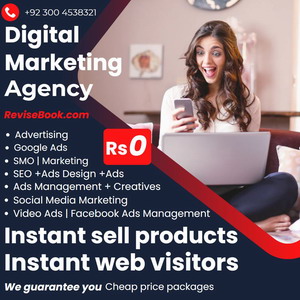 +92 300 4538321
Digital
Marketing
Agency
ReviseBook.com
Rs0
• Advertising
• Google Ads
• SMO | Marketing
• SEO +Ads Design +Ads
• Ads Management + Creatives
• Social Media Marketing
• Video Ads | Facebook Ads Management
Instant sell products
Instant web visitors
We guarantee you Cheap price packages